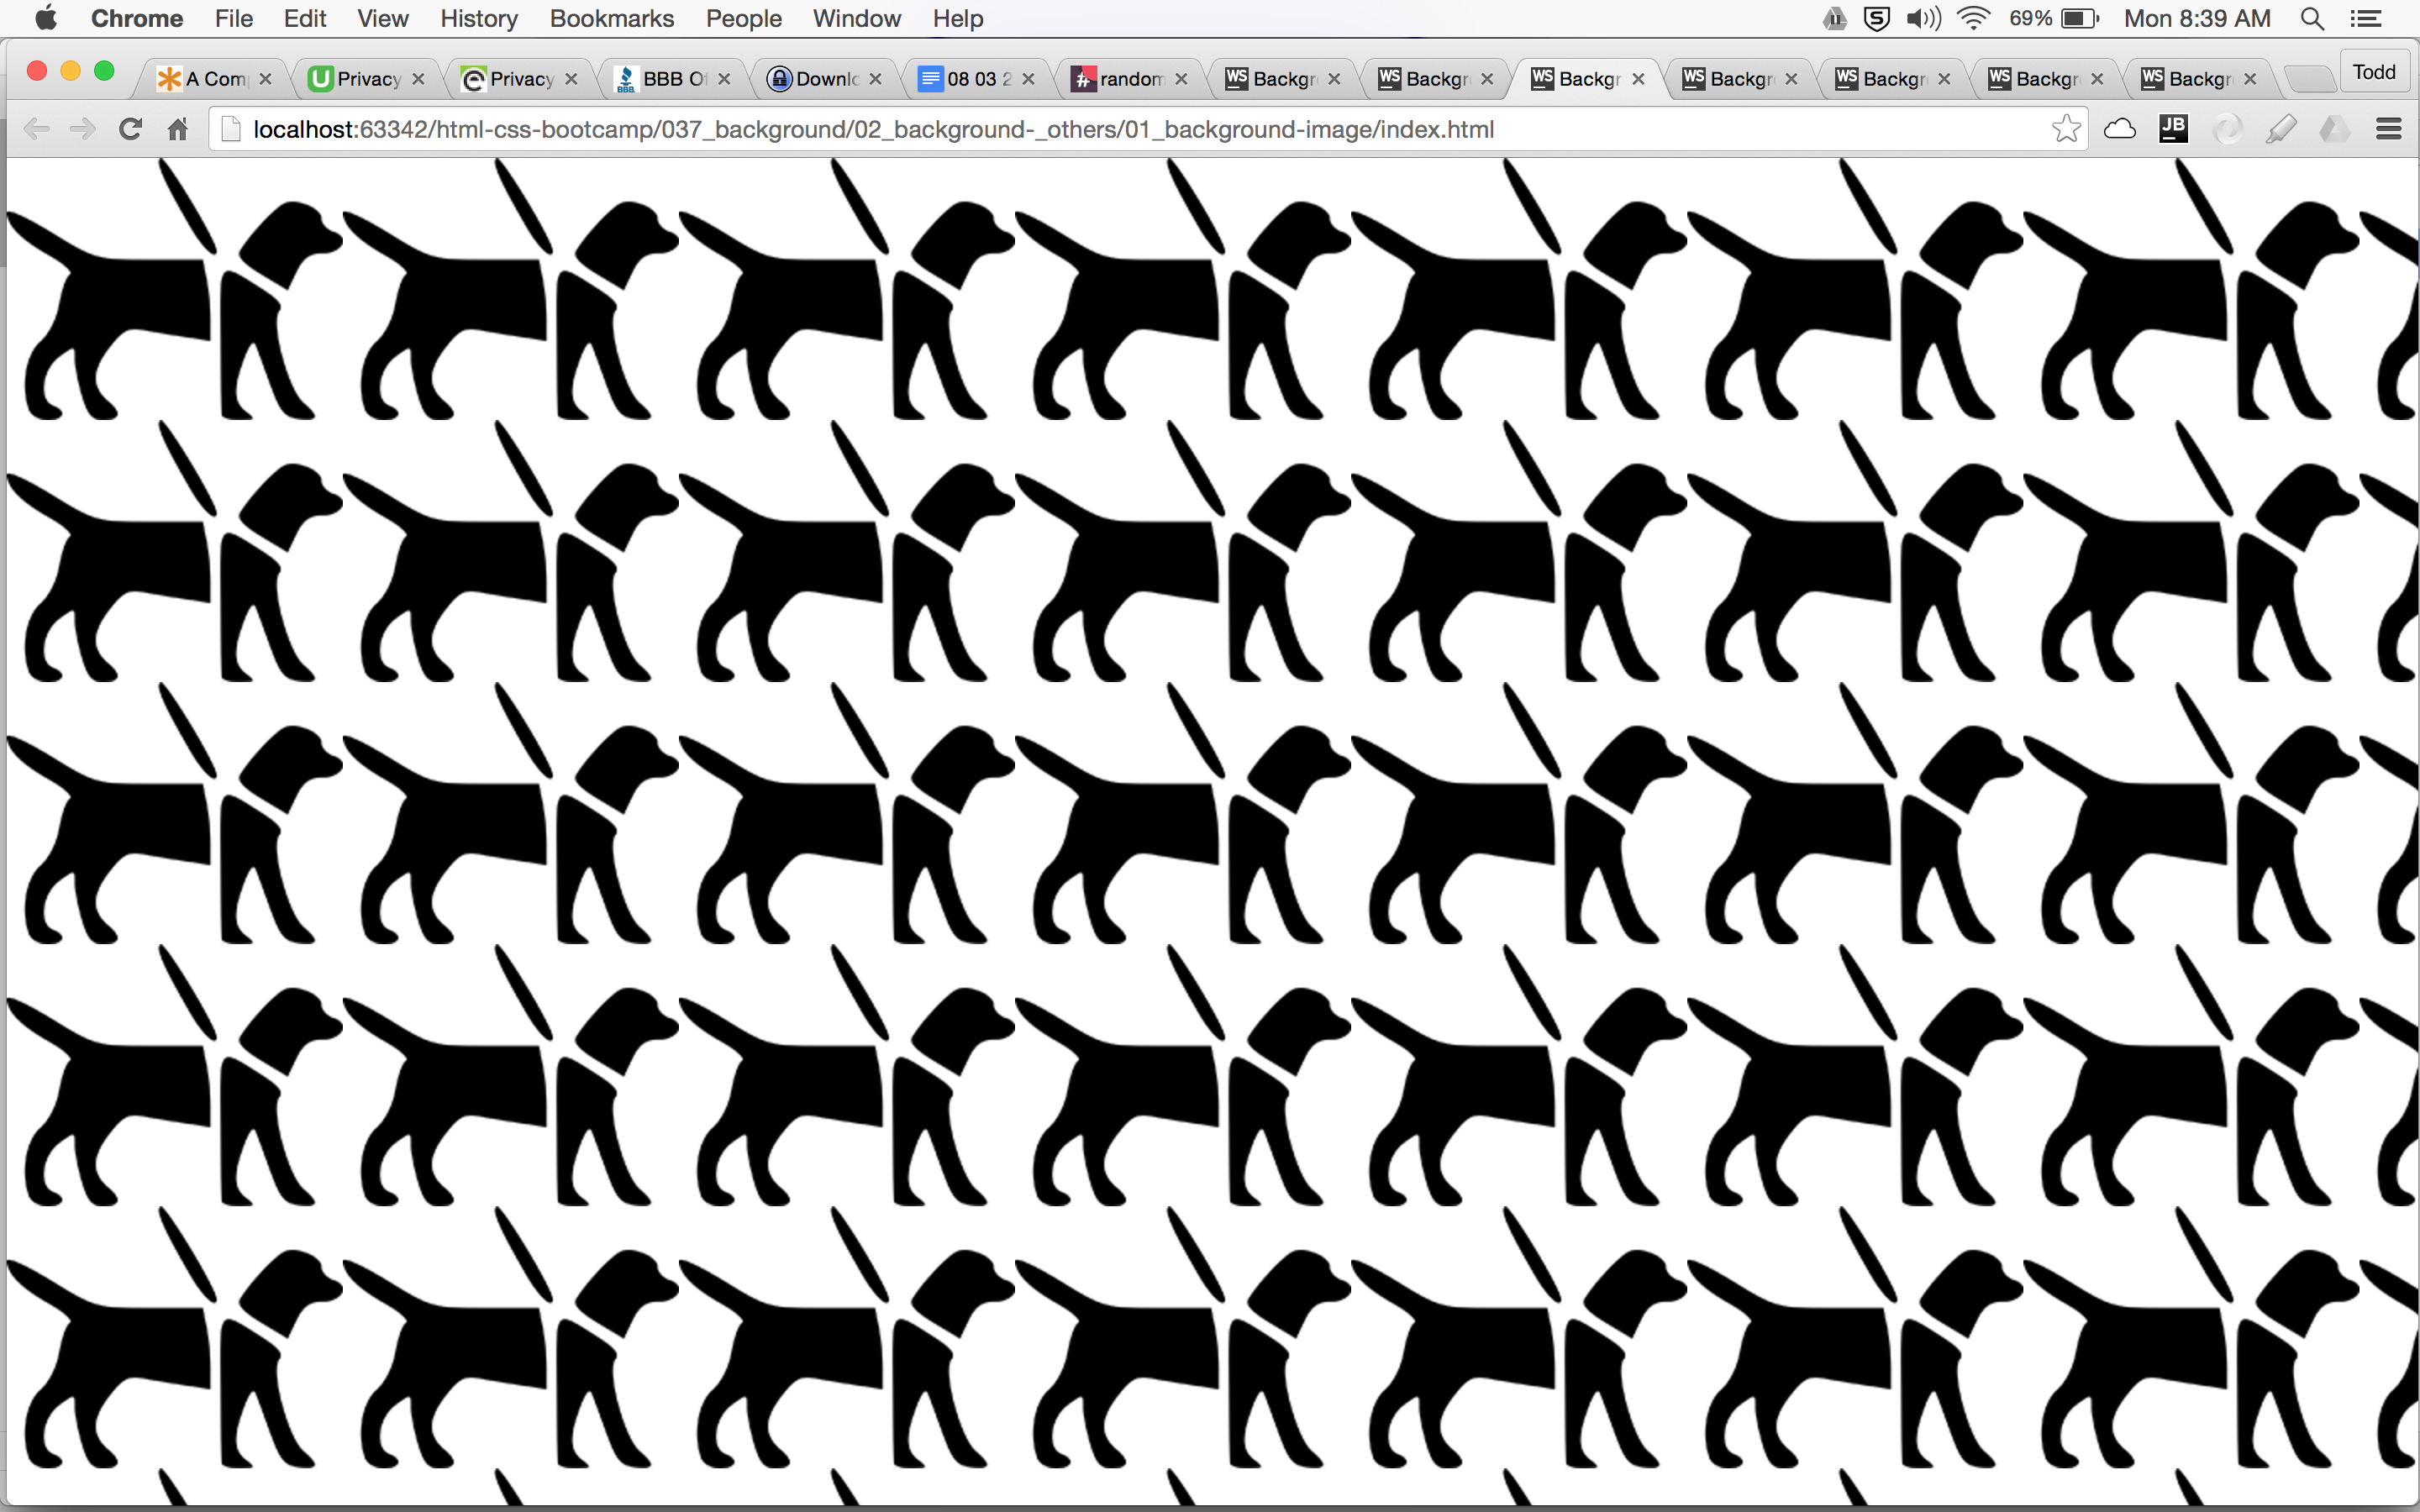 Chrome File Edit View History Bookmarks People Window Help 69% Mon 8:39 AM
A Com Privacy Privacy BBB O Downlo 08 03 2 random Backgr Backgr Backgr Backgr Backgr Backgr Backgr Todd
localhost:63342/html-css-bootcamp/037_background/02_background-_others/01_background-image/index.html